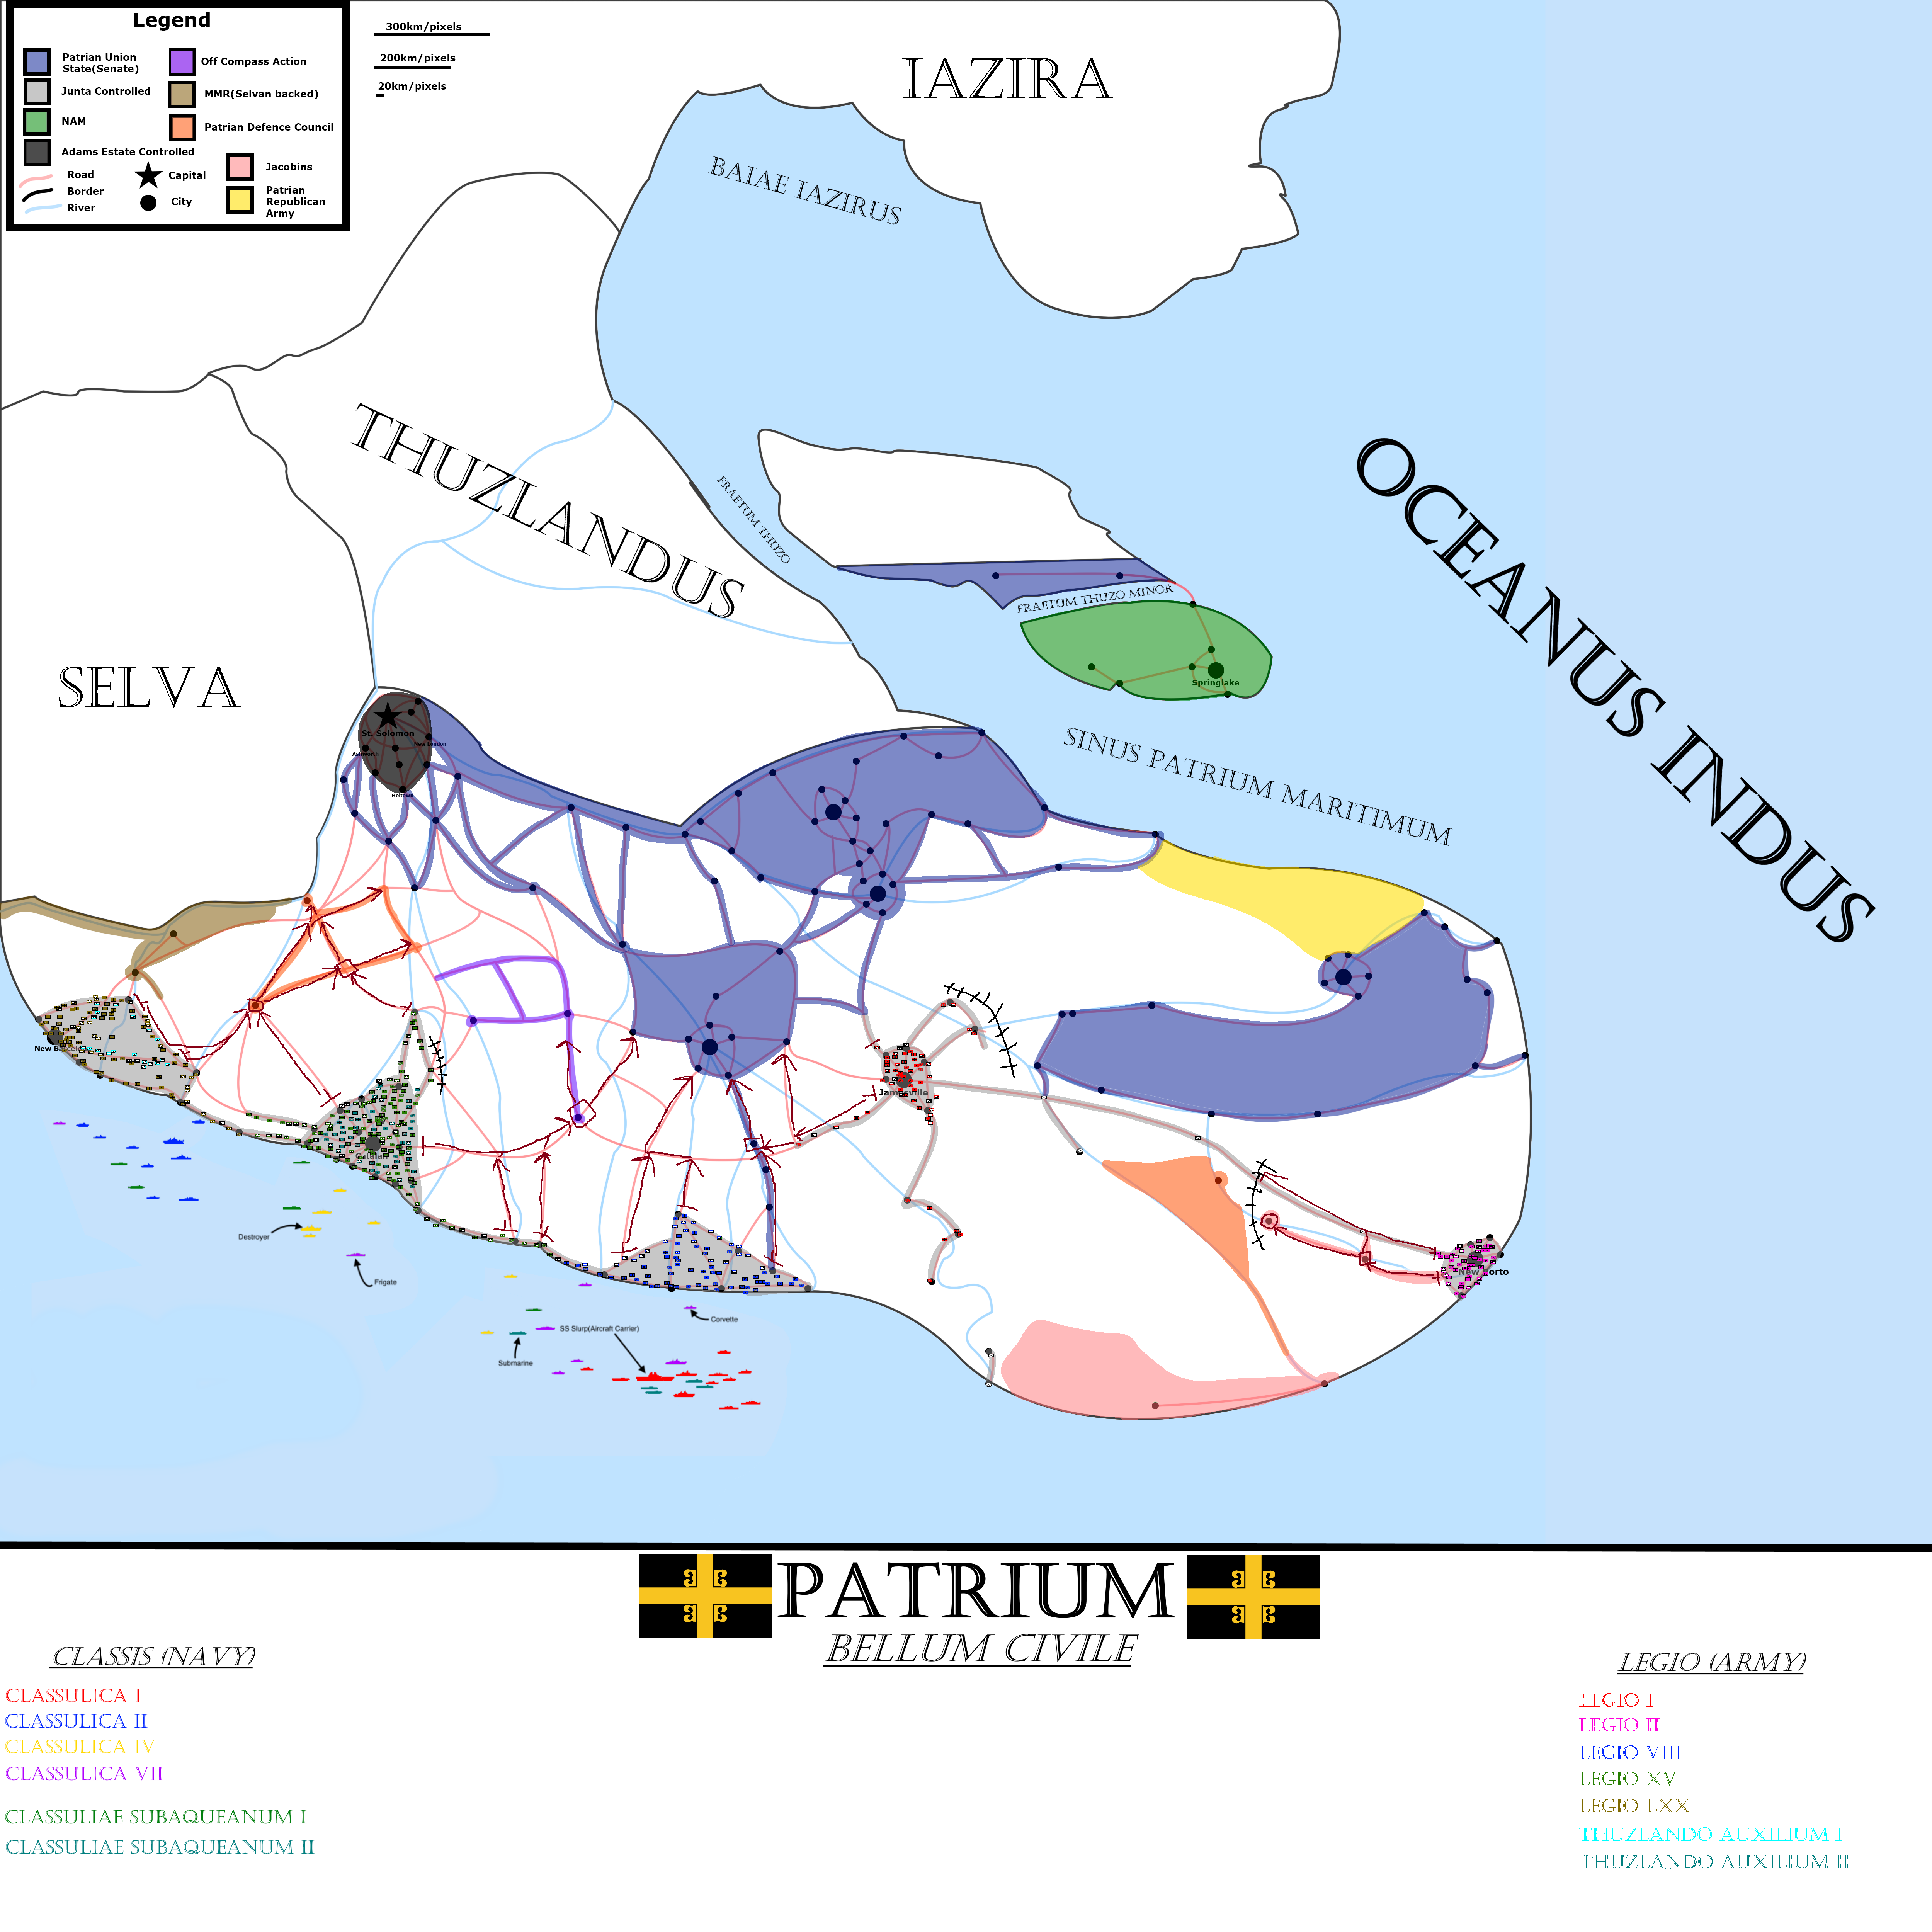 Legend
Patrian Union
State(Senate)
Junta Controlled
NAM
Adams Estate Controlled
Road
Border
River
Capital
City
Off Compass Action
MMR(Selvan backed)
Patrian Defence Council
Jacobins
Patrian
Republican
Army
300km/pixels
200km/pixels
20km/pixels
IAZIRA
BAIAE IAZIRUS
THUZLANDUS
FRAETUM THUZO
FRAETUM THUZO MINOR
Springlake
OCEANUS INDUS
SELVA
St. Solomon
New London
SINUS PATRIUM MARITIMUM
Jamesville
New Porto
Destroyer
Frigate
Corvette
SS Slurp(Aircraft Carrier)
Submarine
PATRIUM
BELLUM CIVILE
CLASSIS (NAVY)
CLASSULICA I
CLASSULICA II
CLASSULICA IV
CLASSULICA VII
CLASSULIAE SUBAQUEANUM I
CLASSULIAE SUBAQUEANUM II
LEGIO (ARMY)
LEGIO I
LEGIO II
LEGIO VIII
LEGIO XV
LEGIO LXX
THUZLANDO AUXILIUM I
THUZLANDO AUXILIUM II